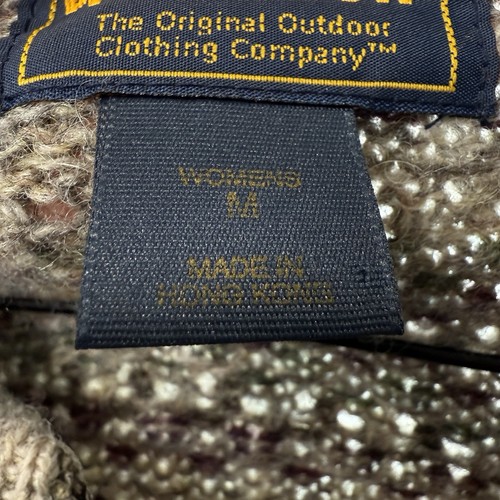 The Original Outdoor
Clothing Company™
WOMENS
M
MADE IN
HONG KONG